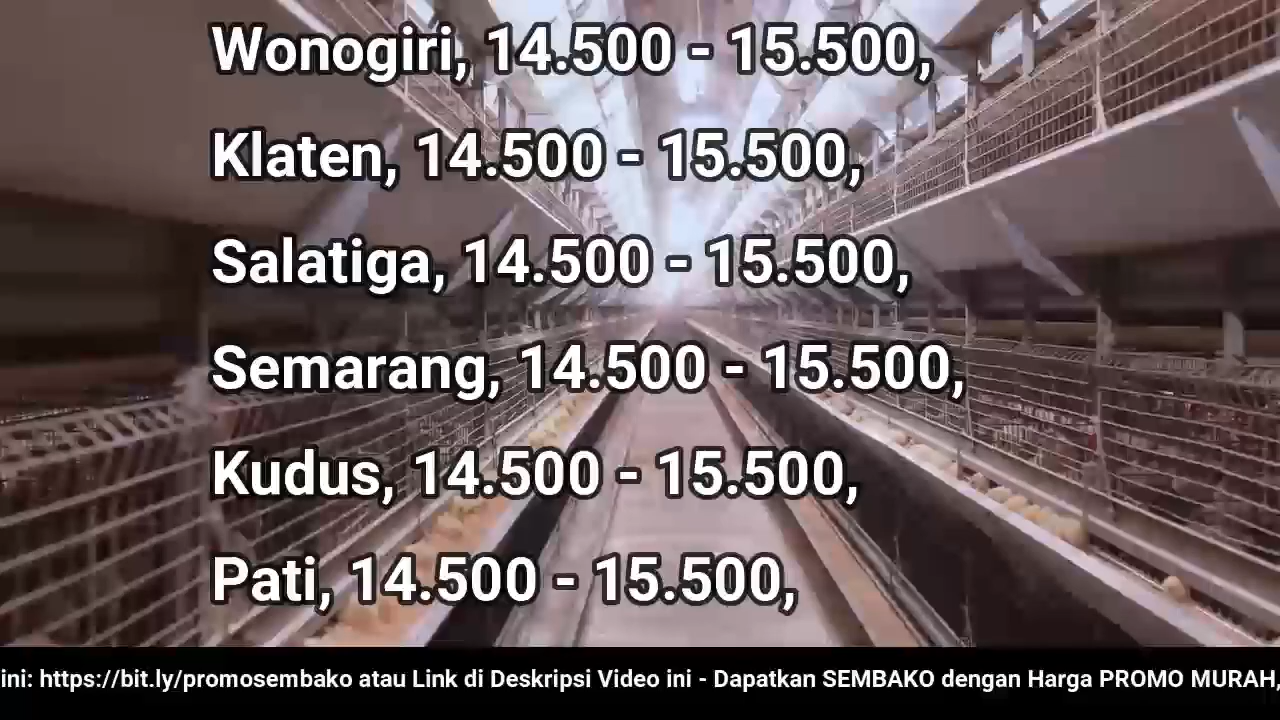 Wonogiri, 14.500 - 15.500,
Klaten, 14.500 - 15.500,
Salatiga, 14.500 - 15.500,
Semarang, 14.500 - 15.500,
Kudus, 14.500 - 15.500,
Pati, 14.500 - 15.500,
ini: https://bit.ly/promosembako atau Link di Deskripsi Video ini - Dapatkan SEMBAKO dengan Harga PROMO MURAH,